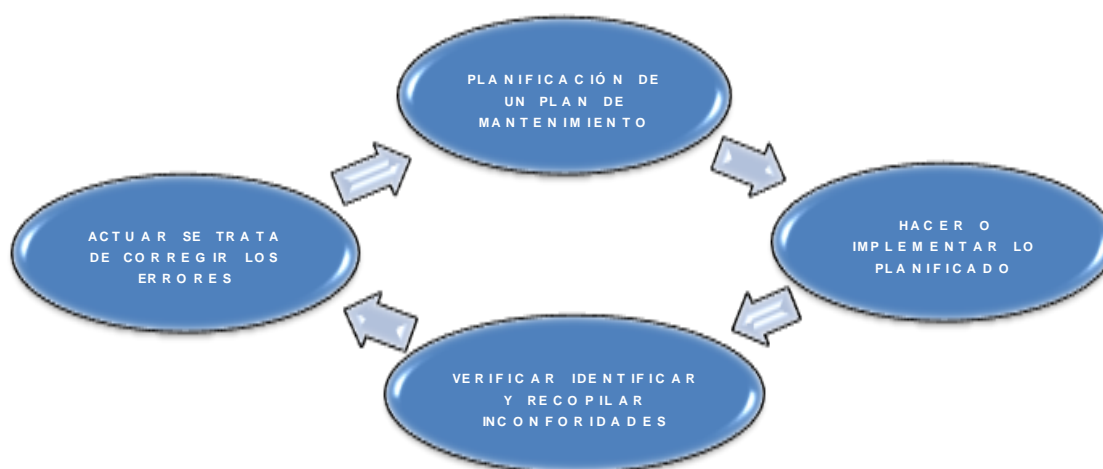 PLANIFICACIÓN DE
UN PLAN DE
MANTENIMIENTO
HACER O
IMPLEMENTAR LO
PLANIFICADO
VERIFICAR IDENTIFICAR
Y RECOPILAR
INCONFORIDADES
ACTUAR SE TRATA
DE CORREGIR LOS
ERRORES